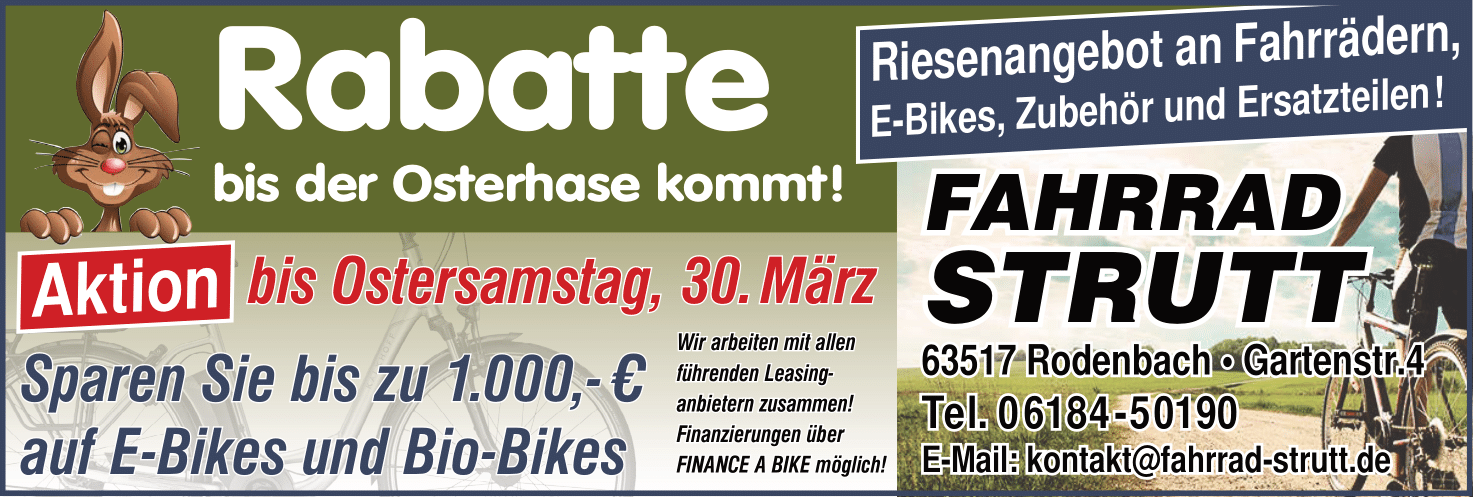 Rabatte
bis der Osterhase kommt!
Aktion bis Ostersamstag, 30. März
Sparen Sie bis zu 1.000,- €
auf E-Bikes und Bio-Bikes
Wir arbeiten mit allen
führenden Leasing-
anbietern zusammen!
Finanzierungen über
FINANCE A BIKE möglich!
Riesenangebot an Fahrrädern,
E-Bikes, Zubehör und Ersatzteilen!
FAHRRAD
STRUTT
63517 Rodenbach • Gartenstr.4
Tel. 06184-50190
E-Mail: kontakt@fahrrad-strutt.de